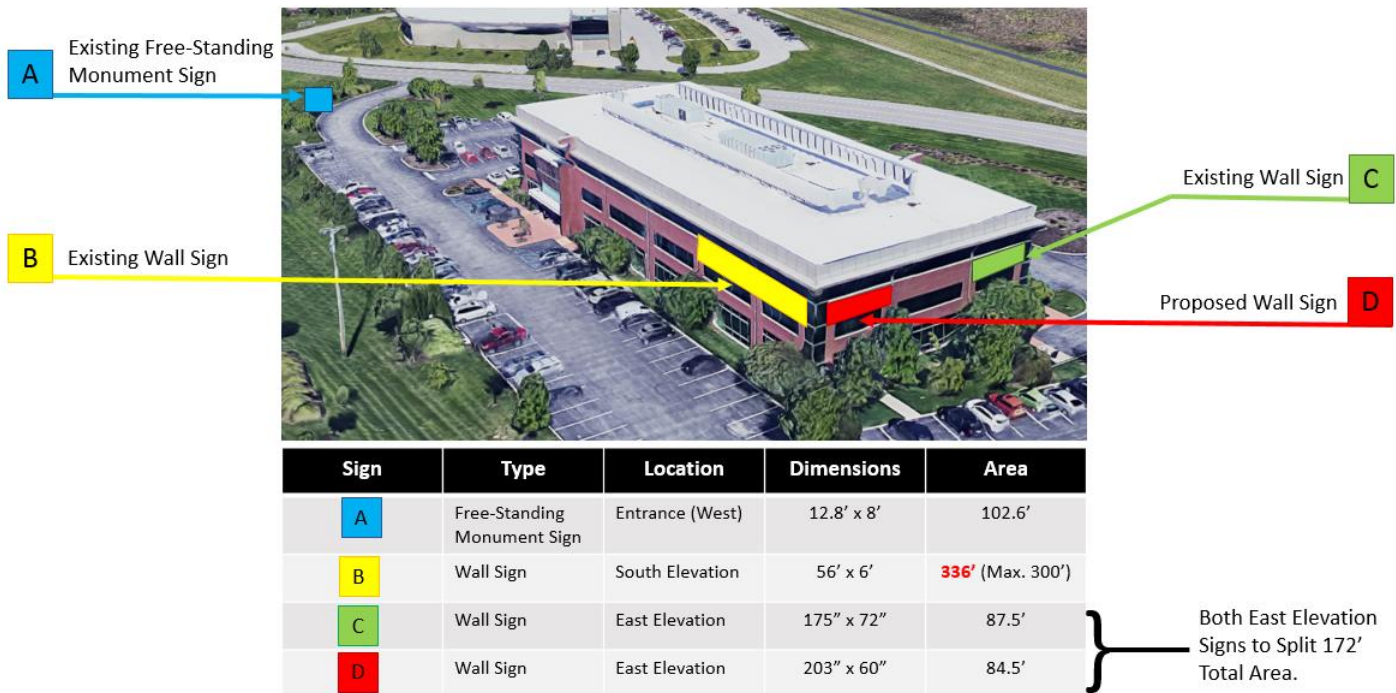 A
Existing Free-Standing
Monument Sign
B
Existing Wall Sign
Existing Wall Sign
C
Proposed Wall Sign
D
Sign Type Location Dimensions Area
A Free-Standing Monument Sign Entrance (West) 12.8’ x 8’ 102.6’
B Wall Sign South Elevation 56’ x 6’ 336’ (Max. 300’)
C Wall Sign East Elevation 175” x 72” 87.5’
D Wall Sign East Elevation 203” x 60” 84.5’
Both East Elevation
Signs to Split 172’
Total Area.